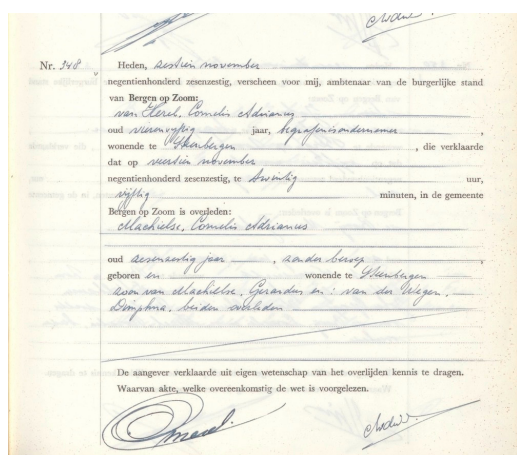 Nr. 348 Heden, zestien november
negentienhonderd zesenzestig, verscheen voor mij, ambtenaar van de burgerlijke stand
van Bergen op Zoom:
van Herel, Cornelis Adrianus
oud vierenvijftig jaar, begrafenisondernemer,
wonende te Steenbergen, die verklaarde
dat op veertien november
negentienhonderd zesenzestig, te twintig uur,
vijftig minuten, in de gemeente
Bergen op Zoom is overleden:
Machielse, Cornelis Adrianus
oud zesenzestig jaar, zonder beroep,
geboren en wonende te Steenbergen
zoon van Machielse, Gerardus en: van der Wegen,
Dimphna, beiden overleden
De aangever verklaarde uit eigen wetenschap van het overlijden kennis te dragen.
Waarvan akte, welke overeenkomstig de wet is voorgelezen.